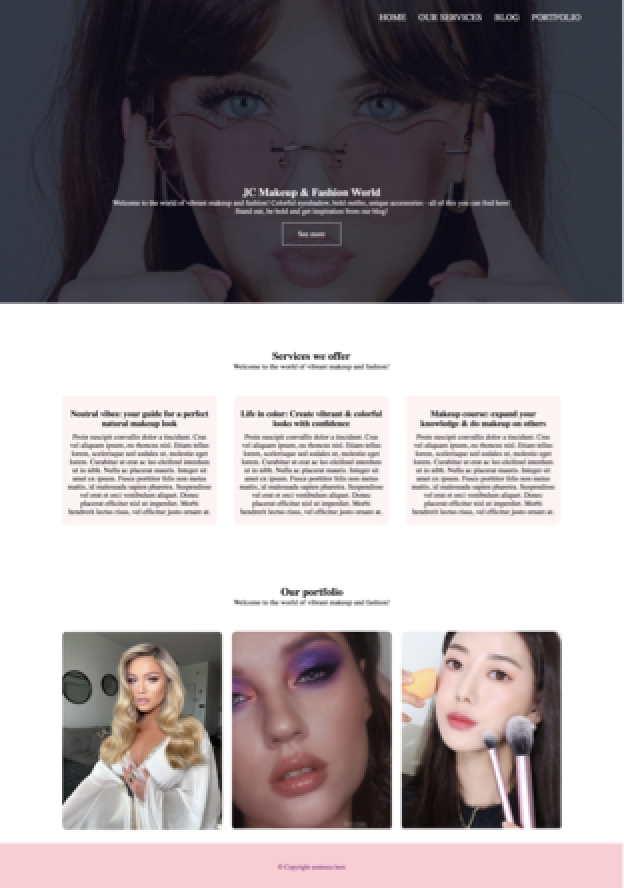 HOME OUR SERVICES BLOG PORTFOLIO
JC Makeup & Fashion World
Welcome to the world of vibrant makeup and fashion! Colorful eyeshadow, bold outfits, unique accessories - all of this you can find here!
Stand out, be bold and get inspiration from our blog!
See more
Services we offer
Welcome to the world of vibrant makeup and fashion!
Neutral vibes: your guide for a perfect
natural makeup look
Proin suscipit convallis dolor a tincidunt. Cras
vel aliquam ipsum, eu rhoncus nisl. Etiam tellus
lorem, scelerisque sed sodales ut, molestie eget
lorem. Curabitur ut erat ac leo eleifend interdum
ut in nibh. Nulla ac placerat mauris. Integer ut
amet ex ipsum. Fusce porttitor felis non metus
mattis, id malesuada sapien pharetra. Suspendisse
vel erat et orci vestibulum aliquet. Donec
placerat efficitur nisl ut imperdiet. Morbi
hendrerit lectus risus, vel efficitur justo ornare at.
Life in color: Create vibrant & colorful
looks with confidence
Proin suscipit convallis dolor a tincidunt. Cras
vel aliquam ipsum, eu rhoncus nisl. Etiam tellus
lorem, scelerisque sed sodales ut, molestie eget
lorem. Curabitur ut erat ac leo eleifend interdum
ut in nibh. Nulla ac placerat mauris. Integer ut
amet ex ipsum. Fusce porttitor felis non metus
mattis, id malesuada sapien pharetra. Suspendisse
vel erat et orci vestibulum aliquet. Donec
placerat efficitur nisl ut imperdiet. Morbi
hendrerit lectus risus, vel efficitur justo ornare at.
Makeup course: expand your
knowledge & do makeup on others
Proin suscipit convallis dolor a tincidunt. Cras
vel aliquam ipsum, eu rhoncus nisl. Etiam tellus
lorem, scelerisque sed sodales ut, molestie eget
lorem. Curabitur ut erat ac leo eleifend interdum
ut in nibh. Nulla ac placerat mauris. Integer ut
amet ex ipsum. Fusce porttitor felis non metus
mattis, id malesuada sapien pharetra. Suspendisse
vel erat et orci vestibulum aliquet. Donec
placerat efficitur nisl ut imperdiet. Morbi
hendrerit lectus risus, vel efficitur justo ornare at.
Our portfolio
Welcome to the world of vibrant makeup and fashion!
© Copyright sentence here